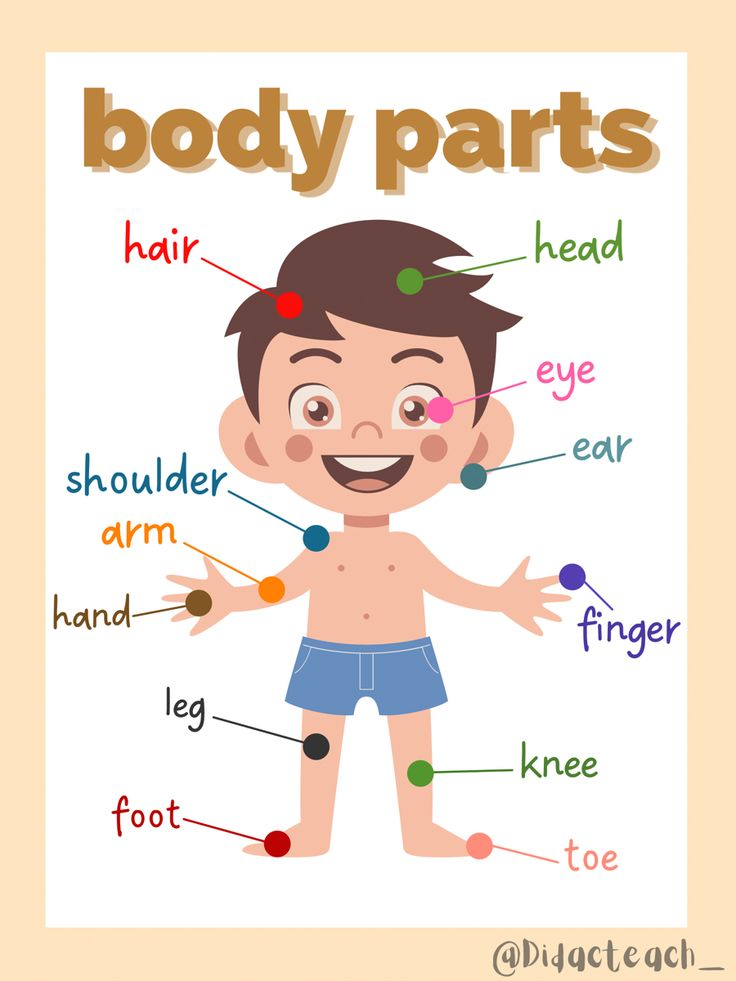 body parts
hair
head
eye
ear
shoulder
arm
hand
finger
leg
knee
foot
toe
@Didacteach_